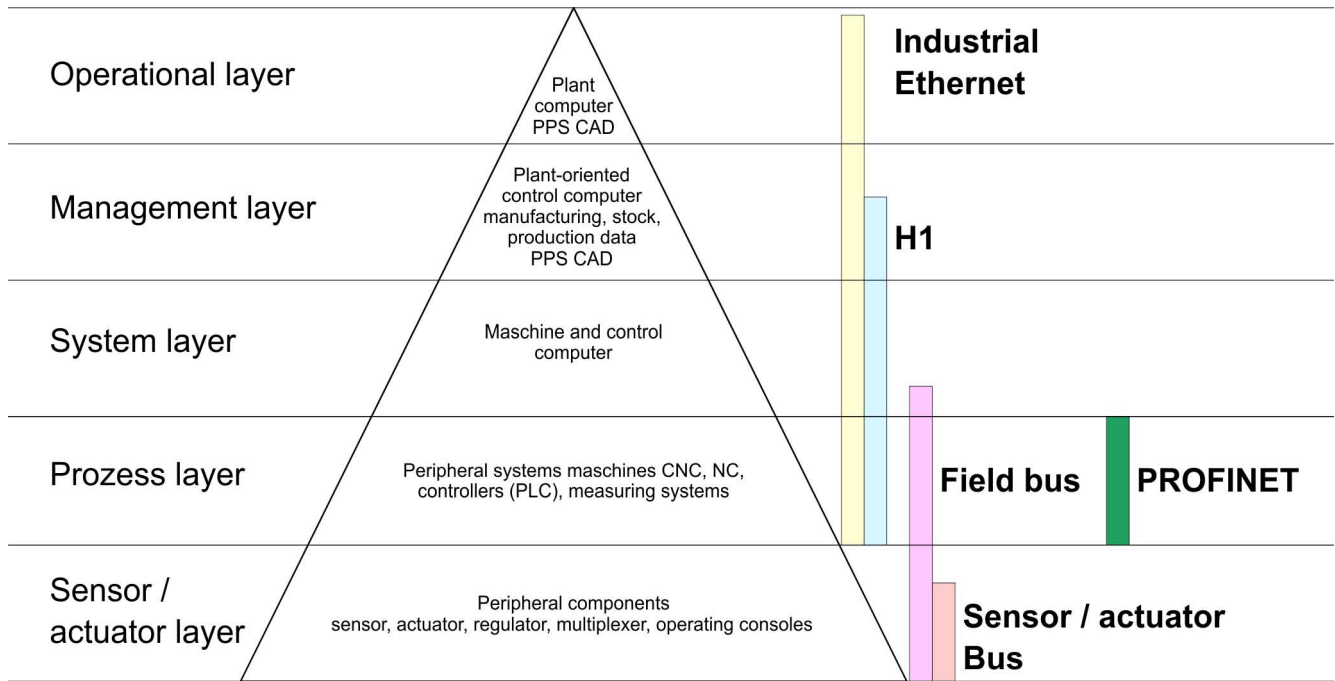 Operational layer
Plant
computer
PPS CAD
Industrial
Ethernet
Management layer
Plant-oriented
control computer
manufacturing, stock,
production data
PPS CAD
H1
System layer
Maschine and control
computer
Prozess layer
Peripheral systems maschines CNC, NC,
controllers (PLC), measuring systems
Field bus
PROFINET
Sensor /
actuator layer
Peripheral components
sensor, actuator, regulator, multiplexer, operating consoles
Sensor / actuator
Bus